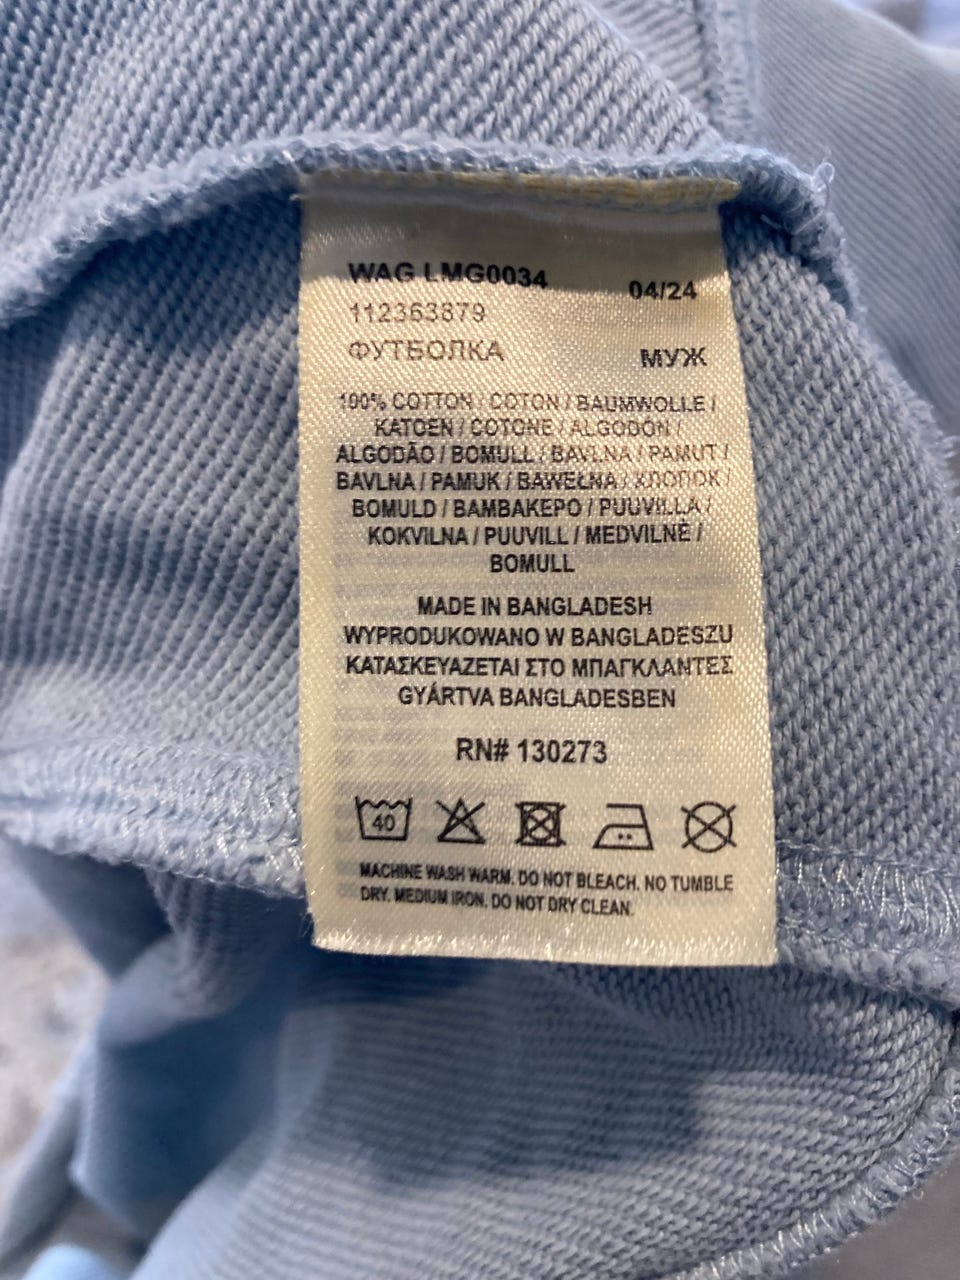 WAG LMG0034 04/24
112363879
ФУТБОЛКА МУЖ
100% COTTON / COTON / BAUMWOLLE /
KATOEN / COTONE / ALGODÓN /
ALGODÃO / BOMULL / BAVLNA / PAMUT /
BAVLNA / PAMUK / BAWEŁNA / ХЛОПОК /
BOMULD / ΒΑΜΒΑΚΕΡΟ / PUUVILLA /
KOKVILNA / PUUVILL / MEDVILNĖ /
BOMULL
MADE IN BANGLADESH
WYPRODUKOWANO W BANGLADESZU
ΚΑΤΑΣΚΕΥΑΖΕΤΑΙ ΣΤΟ ΜΠΑΓΚΛΑΝΤΕΣ
GYÁRTVA BANGLADESBEN
RN# 130273
40
MACHINE WASH WARM. DO NOT BLEACH. NO TUMBLE
DRY. MEDIUM IRON. DO NOT DRY CLEAN.